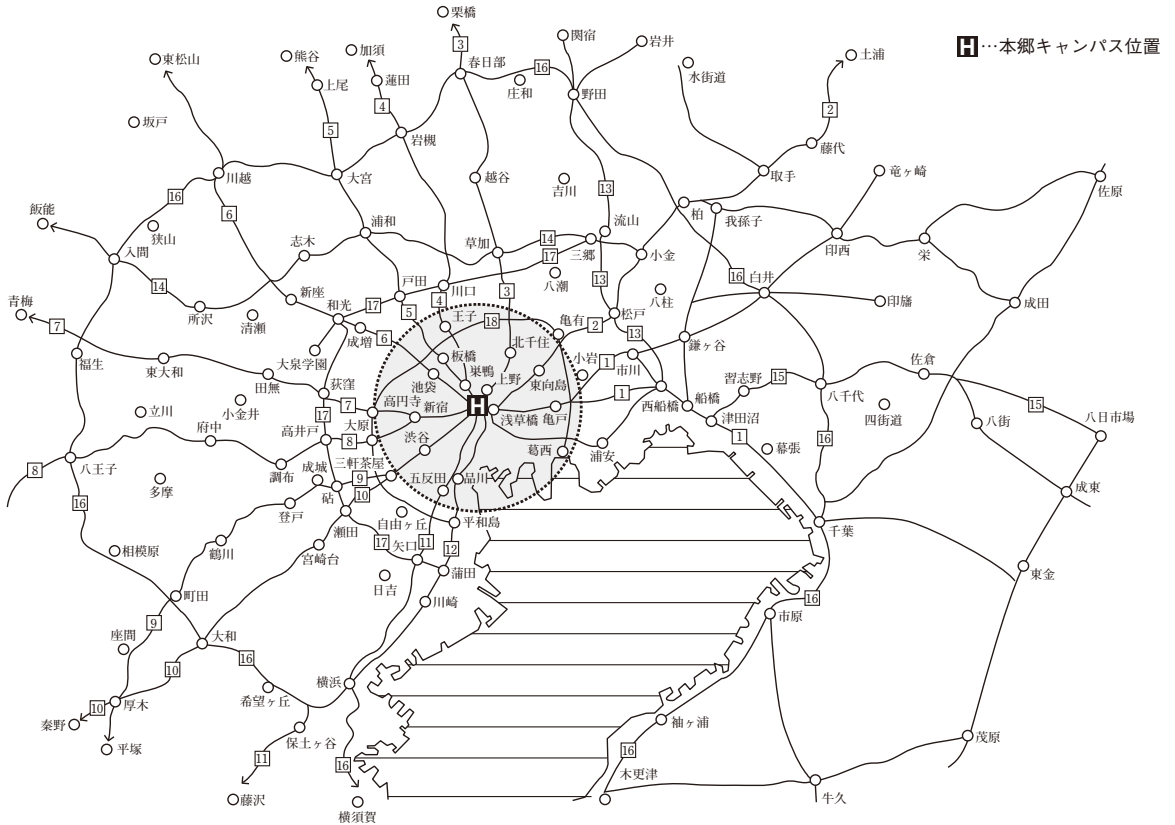 栗橋
H…本郷キャンパス位置
関宿
岩井
加須
熊谷
東松山
3
土浦
春日部
16
水街道
蓮田
上尾
庄和
野田
4
2
坂戸
5
岩槻
藤代
川越
大宮
越谷
吉川
13
取手
竜ヶ崎
佐原
16
6
飯能
狭山
浦和
流山
柏
我孫子
志木
草加
14
三郷
小金
印西
栄
入間
17
14
戸田
川口
八潮
13
16
白井
青梅
新座
和光
17
4
3
八柱
印旛
成田
所沢
清瀬
5
王子
18
亀有
2
松戸
7
成増
6
北千住
13
鎌ヶ谷
福生
東大和
大泉学園
板橋
小岩
1
市川
佐倉
田無
池袋
巣鴨
上野
東向島
習志野
15
荻窪
高円寺
新宿
H
浅草橋
亀戸
1
西船橋
船橋
八千代
四街道
15
八日市場
立川
小金井
7
17
大原
津田沼
八街
府中
高井戸
8
渋谷
1
16
8
八王子
調布
成城
三軒茶屋
葛西
浦安
幕張
多摩
9
五反田
品川
成東
16
登戸
砧
10
瀬田
自由ヶ丘
平和島
千葉
相模原
鶴川
宮崎台
17
矢口
11
12
東金
日吉
蒲田
町田
川崎
16
市原
9
座間
大和
10
16
横浜
希望ヶ丘
秦野
10
厚木
袖ヶ浦
平塚
保土ヶ谷
茂原
11
16
16
木更津
藤沢
横須賀
牛久